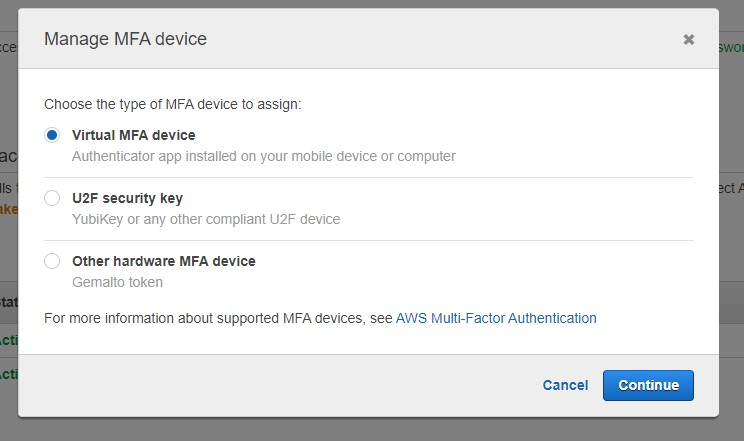 Manage MFA device
Choose the type of MFA device to assign:
Virtual MFA device
Authenticator app installed on your mobile device or computer
U2F security key
YubiKey or any other compliant U2F device
Other hardware MFA device
Gemalto token
For more information about supported MFA devices, see AWS Multi-Factor Authentication
Cancel Continue